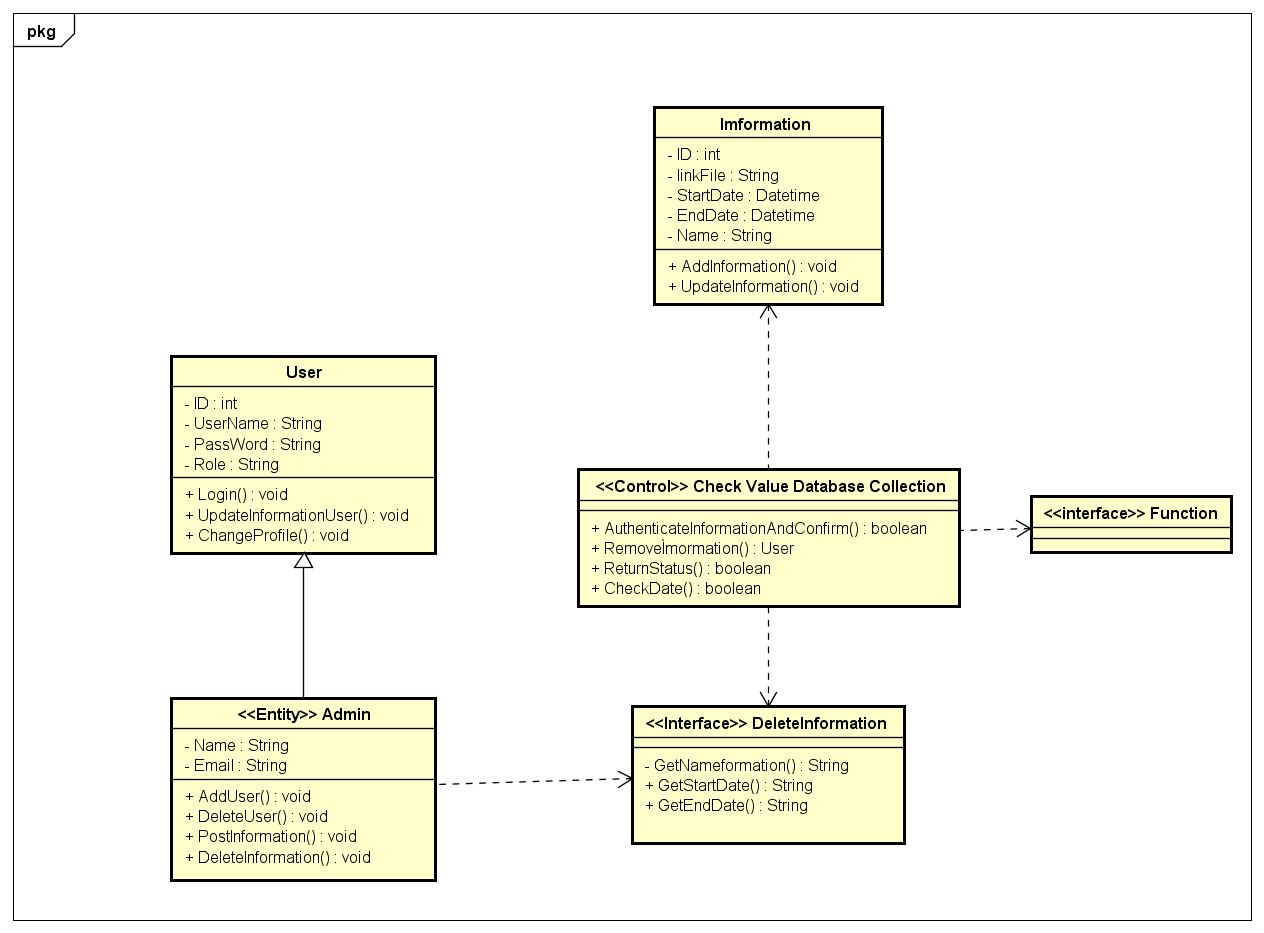 pkg
Imformation
- ID : int
- linkFile : String
- StartDate : Datetime
- EndDate : Datetime
- Name : String
+ AddInformation() : void
+ UpdateInformation() : void
User
- ID : int
- UserName : String
- PassWord : String
- Role : String
+ Login() : void
+ UpdateInformationUser() : void
+ ChangeProfile() : void
<<Control>> Check Value Database Collection
+ AuthenticateInformationAndConfirm() : boolean
+ RemoveÌmormation() : User
+ ReturnStatus() : boolean
+ CheckDate() : boolean
<<interface>> Function
<<Entity>> Admin
- Name : String
- Email : String
+ AddUser() : void
+ DeleteUser() : void
+ PostInformation() : void
+ DeleteInformation() : void
<<Interface>> DeleteInformation
- GetNameformation() : String
+ GetStartDate() : String
+ GetEndDate() : String